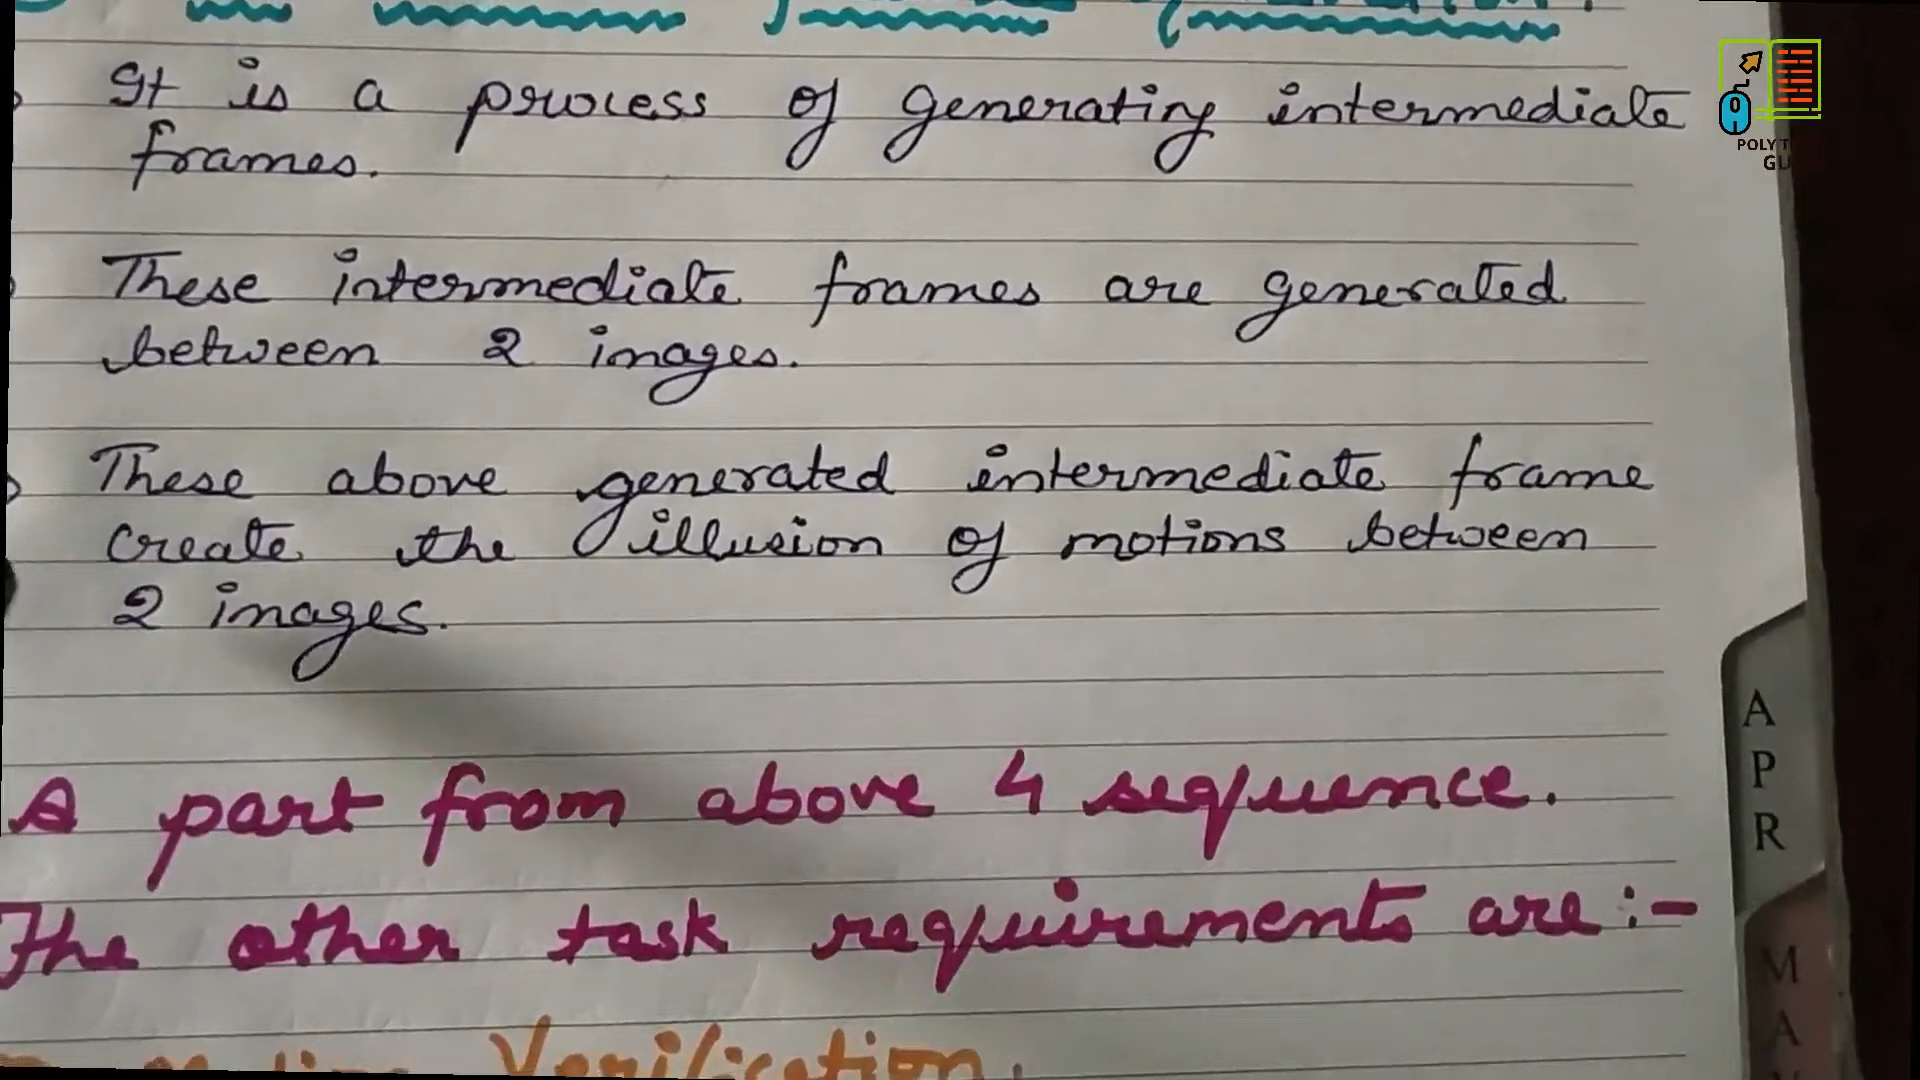 It is a process of generating intermediate
frames.
These intermediate frames are generated
between 2 images.
These above generated intermediate frame
create the illusion of motions between
2 images.
A part from above 4 sequence.
The other task requirements are :-
Verification.
POLY T
GU
A
P
R
M
A